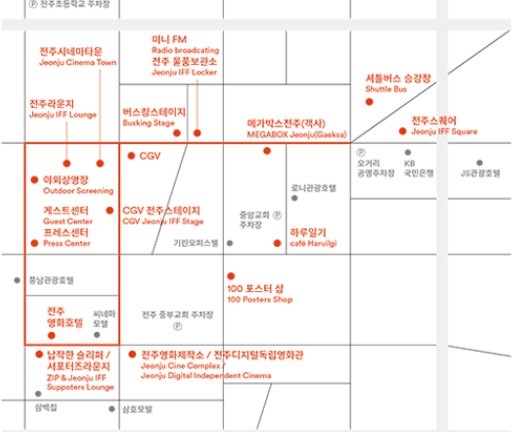 Ⓟ 전주초등학교 주차장
미니 FM
Radio broadcasting
전주 물품보관소
Jeonju IFF Locker
전주시네마타운
Jeonju Cinema Town
셔틀버스 승강장
Shuttle Bus
전주라운지
Jeonju IFF Lounge
버스킹스테이지
Busking Stage
메가박스전주(객사)
MEGABOX Jeonju(Gaeksa)
전주스퀘어
Jeonju IFF Square
CGV
Ⓟ
오거리
공영주차장
KB
국민은행
JS관광호텔
야외상영장
Outdoor Screening
로니관광호텔
게스트센터
Guest Center
CGV 전주스테이지
CGV Jeonju IFF Stage
중앙교회 Ⓟ
주차장
프레스센터
Press Center
기린오피스빌
하루일기
café Haruilgi
풍남관광호텔
100 포스터 샵
100 Posters Shop
전주
영화호텔
씨네마
모텔
전주 중부교회 주차장
Ⓟ
납작한 슬리퍼 /
서포터즈라운지
ZIP & Jeonju IFF
Suppoters Lounge
전주영화제작소 / 전주디지털독립영화관
Jeonju Cine Complex /
Jeonju Digital Independent Cinema
삼백집
삼호모텔